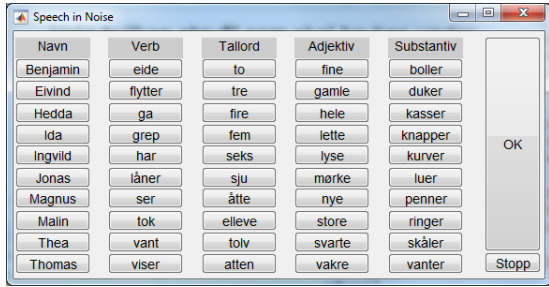 Speech in Noise
Navn Verb Tallord Adjektiv Substantiv
Benjamin eide to fine boller
Eivind flytter tre gamle duker
Hedda ga fire hele kasser
Ida grep fem lette knapper
Ingvild har seks lyse kurver
OK
Jonas låner sju mørke luer
Magnus ser åtte nye penner
Malin tok elleve store ringer
Thea vant tolv svarte skåler
Thomas viser atten vakre vanter Stopp